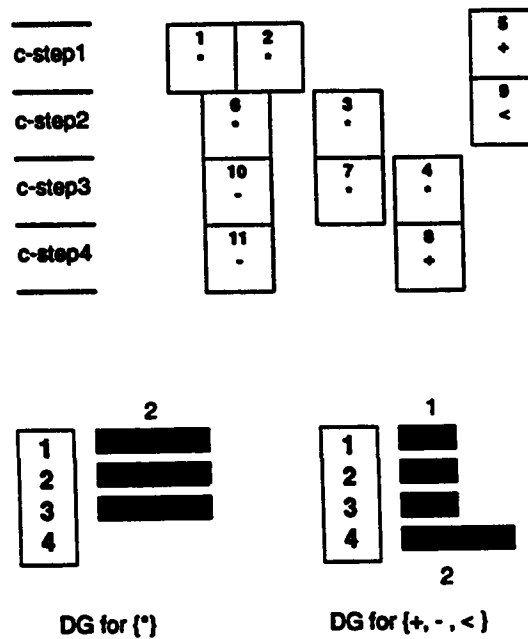 c-step1
1 2 5
* * +
c-step2
6 3 9
* * <
c-step3
10 7 4
- * *
c-step4
11 8
- +
2
1
2
3
4
DG for {*}
1
1
2
3
4
2
DG for {+, - , < }